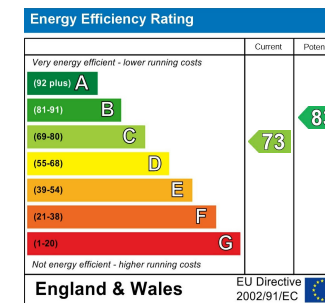 Energy Efficiency Rating
Current
Very energy efficient - lower running costs
(92 plus) A
(81-91) B
(69-80) C
73
(55-68) D
(39-54) E
(21-38) F
(1-20) G
Not energy efficient - higher running costs
England & Wales
EU Directive
2002/91/EC